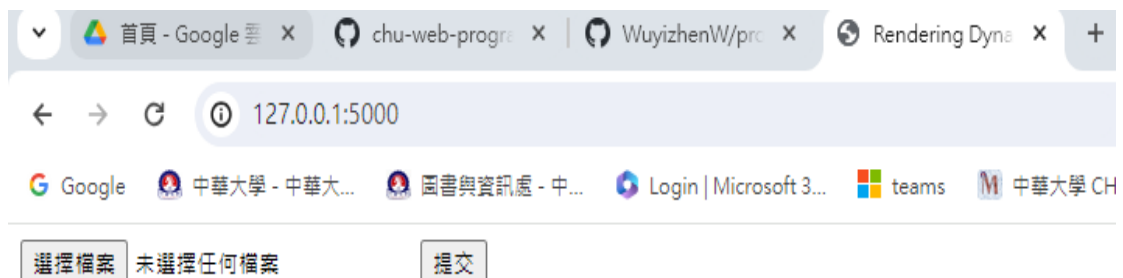 首頁 - Google 雲 chu-web-progra WuyizhenW/pro Rendering Dyna
127.0.0.1:5000
Google 中華大學 - 中華大... 圖書與資訊處 - 中... Login | Microsoft 3... teams 中華大學 CH
選擇檔案 未選擇任何檔案 提交